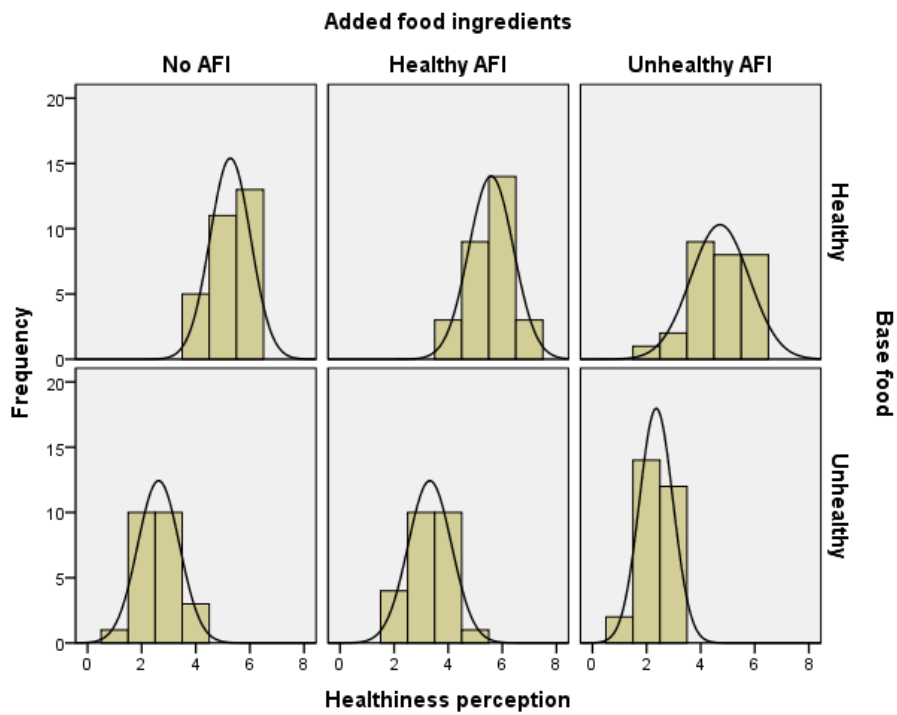 Added food ingredients
No AFI
Healthy AFI
Unhealthy AFI
20
15
10
5
0
Healthy
20
15
10
5
0
Unhealthy
Frequency
Base food
0 2 4 6 8
0 2 4 6 8
0 2 4 6 8
Healthiness perception